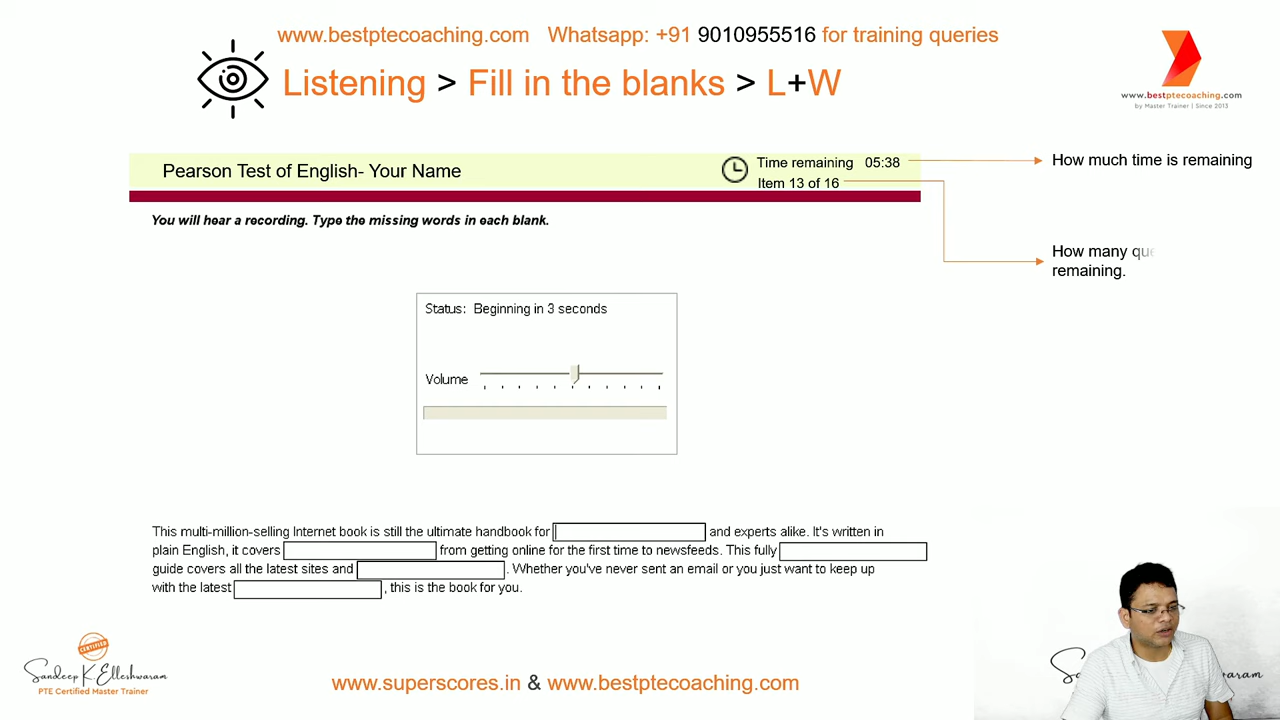 www.bestptecoaching.com Whatsapp: +91 9010955516 for training queries
Listening > Fill in the blanks > L+W
www.bestptecoaching.com
by Master Trainer | Since 2013
Pearson Test of English- Your Name
Time remaining 05:38
How much time is remaining
Item 13 of 16
You will hear a recording. Type the missing words in each blank.
How many
remaining.
Status: Beginning in 3 seconds
Volume
This multi-million-selling Internet book is still the ultimate handbook for and experts alike. It's written in
plain English, it covers from getting online for the first time to newsfeeds. This fully
guide covers all the latest sites and . Whether you've never sent an email or you just want to keep up
with the latest , this is the book for you.
CERTIFIED
Sandeep K Elleshwaram
PTE Certified Master Trainer
www.superscores.in & www.bestptecoaching.com